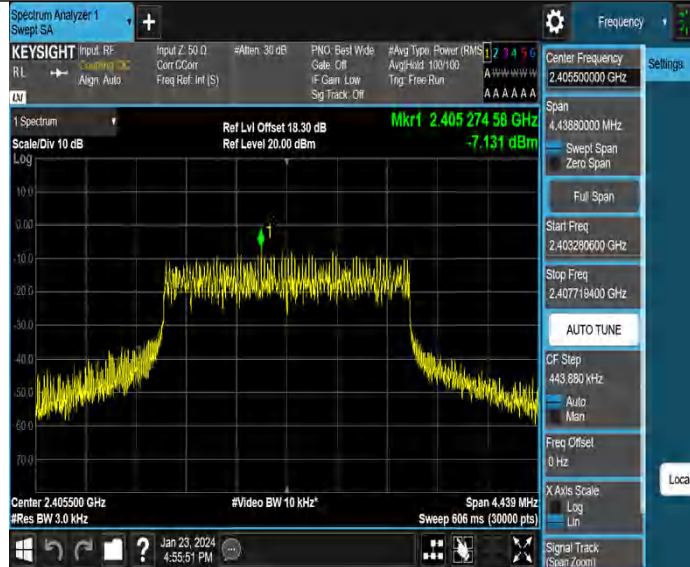 Spectrum Analyzer 1
Swept SA
+
Frequency
KEYSIGHT
RL
Input: RF
Coupling: DC
Align: Auto
Input Z: 50 Ω
Corr CCorr
Freq Ref: Int (S)
#Atten: 30 dB
PNO: Best Wide
Gate: Off
IF Gain: Low
Sig Track: Off
#Avg Type: Power (RMS
Avg|Hold: 100/100
Trig: Free Run
1 2 3 4 5 6
A W W W W W
A A A A A A
LXI
1 Spectrum
Scale/Div 10 dB
Ref Lvl Offset 18.30 dB
Ref Level 20.00 dBm
Mkr1 2.405 274 58 GHz
-7.131 dBm
Log
10.0
0.00
-10.0
-20.0
-30.0
-40.0
-50.0
-60.0
-70.0
1
Center 2.405500 GHz
#Res BW 3.0 kHz
#Video BW 10 kHz*
Span 4.439 MHz
Sweep 606 ms (30000 pts)
?
Jan 23, 2024
4:55:51 PM
Center Frequency
2.405500000 GHz
Span
4.43880000 MHz
Swept Span
Zero Span
Full Span
Start Freq
2.403280600 GHz
Stop Freq
2.407719400 GHz
AUTO TUNE
CF Step
443.880 kHz
Auto
Man
Freq Offset
0 Hz
X Axis Scale
Log
Lin
Signal Track
(Span Zoom)
Settings
Loca